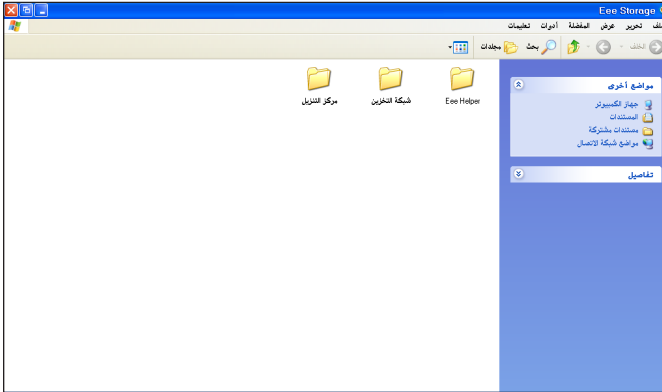 Eee Storage
ملف تحرير عرض المفضلة أدوات تعليمات
الخلف بحث مجلدات
مواضع أخرى
جهاز الكمبيوتر
المستندات
مستندات مشتركة
مواضع شبكة الاتصال
تفاصيل
Eee Helper شبكة التخزين مركز التنزيل